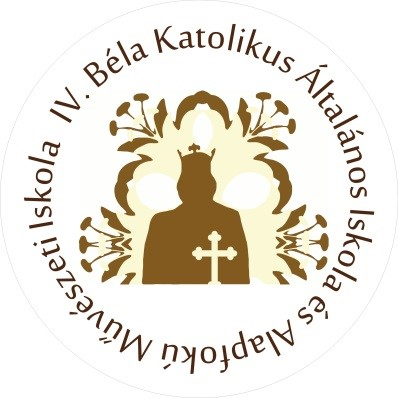 IV. Béla Katolikus Általános Iskola és Alapfokú Művészeti Iskola